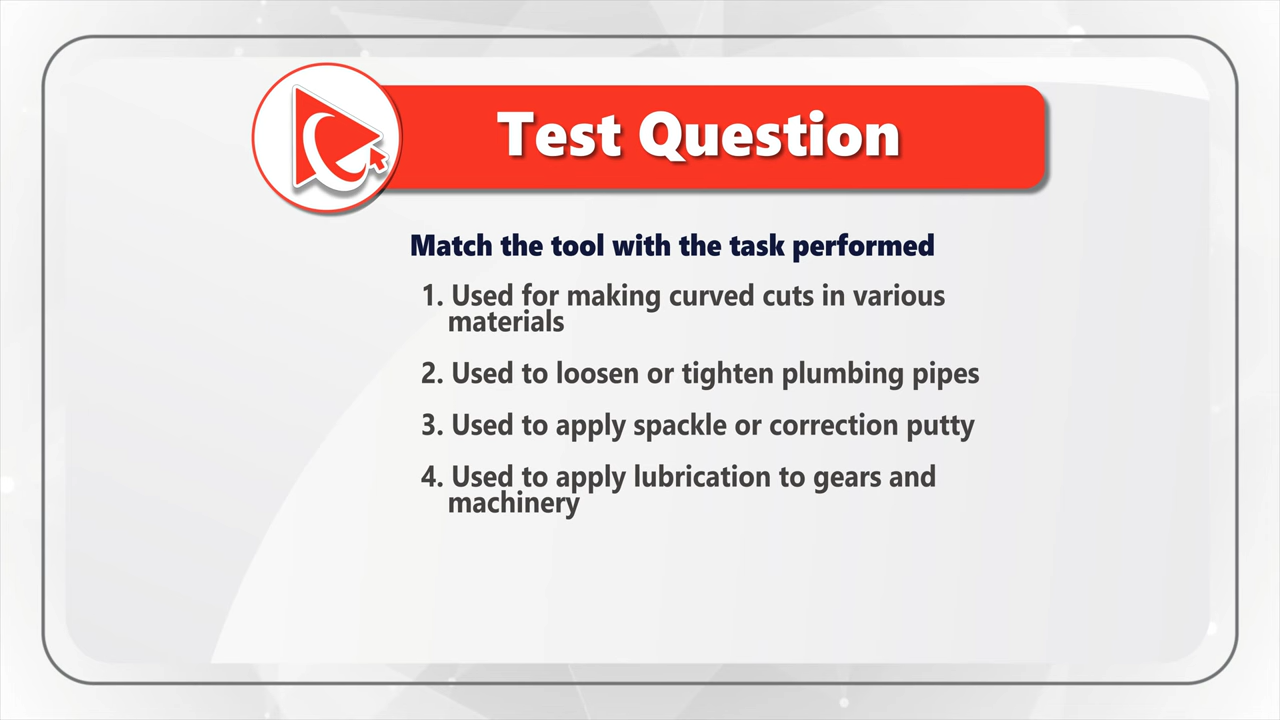 Test Question
Match the tool with the task performed
1. Used for making curved cuts in various
materials
2. Used to loosen or tighten plumbing pipes
3. Used to apply spackle or correction putty
4. Used to apply lubrication to gears and
machinery